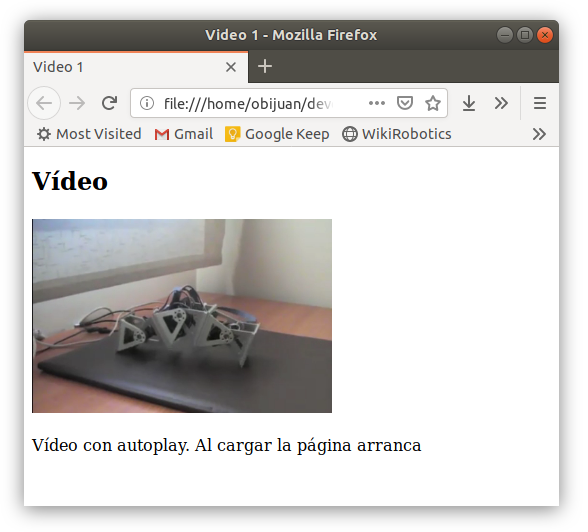 Video 1 - Mozilla Firefox
Video 1
file:///home/obijuan/dev
Most Visited Gmail Google Keep WikiRobotics
Vídeo
Vídeo con autoplay. Al cargar la página arranca